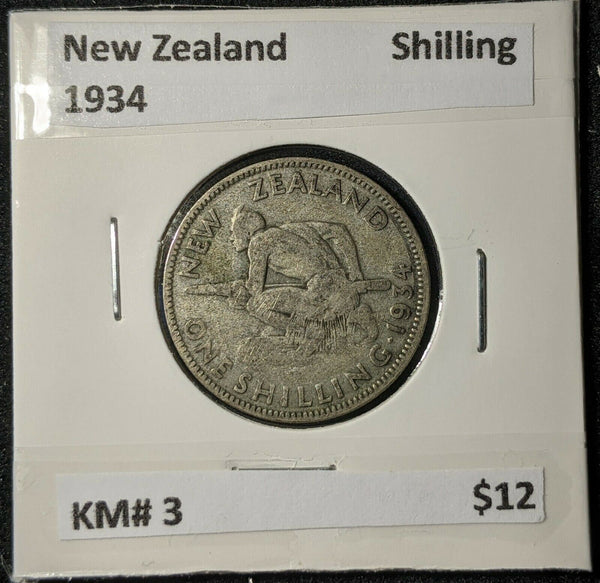 New Zealand Shilling
1934
NEW ZEALAND
ONE SHILLING · 1934
KM# 3 $12